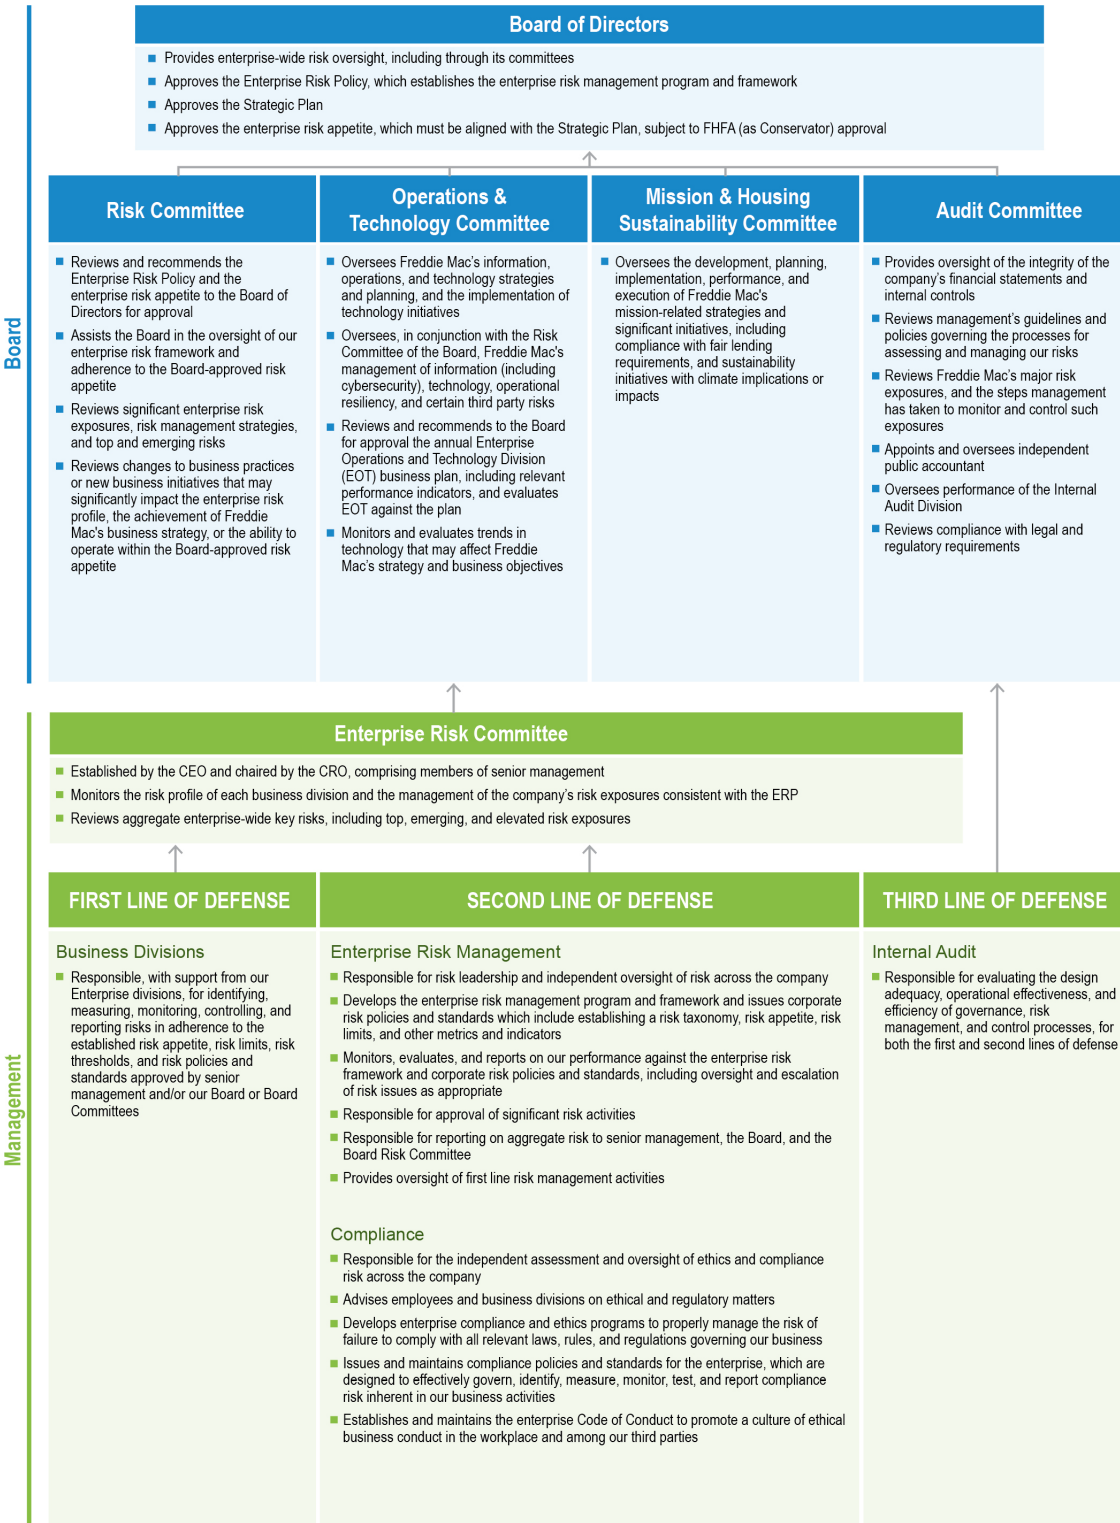 Board of Directors
Provides enterprise-wide risk oversight, including through its committees
Approves the Enterprise Risk Policy, which establishes the enterprise risk management program and framework
Approves the Strategic Plan
Approves the enterprise risk appetite, which must be aligned with the Strategic Plan, subject to FHFA (as Conservator) approval
Board
Risk Committee
Reviews and recommends the
Enterprise Risk Policy and the
enterprise risk appetite to the Board of
Directors for approval
Assists the Board in the oversight of our
enterprise risk framework and
adherence to the Board-approved risk
appetite
Reviews significant enterprise risk
exposures, risk management strategies,
and top and emerging risks
Reviews changes to business practices
or new business initiatives that may
significantly impact the enterprise risk
profile, the achievement of Freddie
Mac's business strategy, or the ability to
operate within the Board-approved risk
appetite
Operations &
Technology Committee
Oversees Freddie Mac's information,
operations, and technology strategies
and planning, and the implementation of
technology initiatives
Oversees, in conjunction with the Risk
Committee of the Board, Freddie Mac's
management of information (including
cybersecurity), technology, operational
resiliency, and certain third party risks
Reviews and recommends to the Board
for approval the annual Enterprise
Operations and Technology Division
(EOT) business plan, including relevant
performance indicators, and evaluates
EOT against the plan
Monitors and evaluates trends in
technology that may affect Freddie
Mac's strategy and business objectives
Mission & Housing
Sustainability Committee
Oversees the development, planning,
implementation, performance, and
execution of Freddie Mac's
mission-related strategies and
significant initiatives, including
compliance with fair lending
requirements, and sustainability
initiatives with climate implications or
impacts
Audit Committee
Provides oversight of the integrity of the
company's financial statements and
internal controls
Reviews management's guidelines and
policies governing the processes for
assessing and managing our risks
Reviews Freddie Mac's major risk
exposures, and the steps management
has taken to monitor and control such
exposures
Appoints and oversees independent
public accountant
Oversees performance of the Internal
Audit Division
Reviews compliance with legal and
regulatory requirements
Management
Enterprise Risk Committee
Established by the CEO and chaired by the CRO, comprising members of senior management
Monitors the risk profile of each business division and the management of the company's risk exposures consistent with the ERP
Reviews aggregate enterprise-wide key risks, including top, emerging, and elevated risk exposures
FIRST LINE OF DEFENSE
Business Divisions
Responsible, with support from our
Enterprise divisions, for identifying,
measuring, monitoring, controlling, and
reporting risks in adherence to the
established risk appetite, risk limits, risk
thresholds, and risk policies and
standards approved by senior
management and/or our Board or Board
Committees
SECOND LINE OF DEFENSE
Enterprise Risk Management
Responsible for risk leadership and independent oversight of risk across the company
Develops the enterprise risk management program and framework and issues corporate
risk policies and standards which include establishing a risk taxonomy, risk appetite, risk
limits, and other metrics and indicators
Monitors, evaluates, and reports on our performance against the enterprise risk
framework and corporate risk policies and standards, including oversight and escalation
of risk issues as appropriate
Responsible for approval of significant risk activities
Responsible for reporting on aggregate risk to senior management, the Board, and the
Board Risk Committee
Provides oversight of first line risk management activities
Compliance
Responsible for the independent assessment and oversight of ethics and compliance
risk across the company
Advises employees and business divisions on ethical and regulatory matters
Develops enterprise compliance and ethics programs to properly manage the risk of
failure to comply with all relevant laws, rules, and regulations governing our business
Issues and maintains compliance policies and standards for the enterprise, which are
designed to effectively govern, identify, measure, monitor, test, and report compliance
risk inherent in our business activities
Establishes and maintains the enterprise Code of Conduct to promote a culture of ethical
business conduct in the workplace and among our third parties
THIRD LINE OF DEFENSE
Internal Audit
Responsible for evaluating the design
adequacy, operational effectiveness, and
efficiency of governance, risk
management, and control processes, for
both the first and second lines of defense